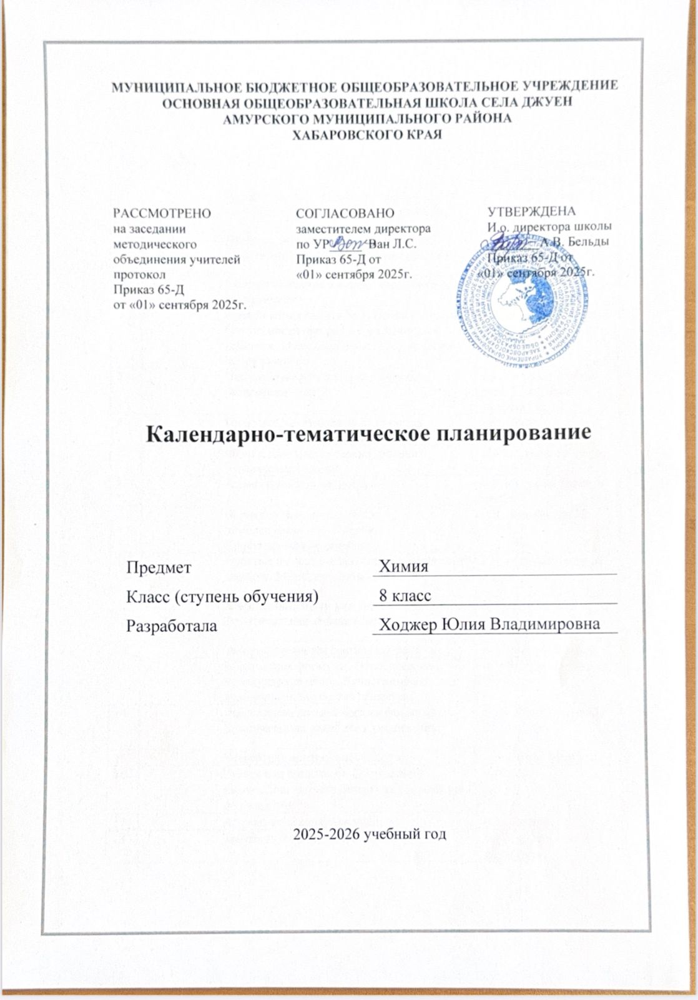 МУНИЦИПАЛЬНОЕ БЮДЖЕТНОЕ ОБЩЕОБРАЗОВАТЕЛЬНОЕ УЧРЕЖДЕНИЕ
ОСНОВНАЯ ОБЩЕОБРАЗОВАТЕЛЬНАЯ ШКОЛА СЕЛА ДЖУЕН
АМУРСКОГО МУНИЦИПАЛЬНОГО РАЙОНА
ХАБАРОВСКОГО КРАЯ
РАССМОТРЕНО
на заседании
методического
объединения учителей
протокол
Приказ 65-Д
от «01» сентября 2025г.
СОГЛАСОВАНО
заместителем директора
по УР Ван Л.С.
Приказ 65-Д от
«01» сентября 2025г.
УТВЕРЖДЕНА
И.о. директора школы
А.В. Бельды
Приказ 65-Д от
«01» сентября 2025г.
Календарно-тематическое планирование
Предмет Химия
Класс (ступень обучения) 8 класс
Разработала Ходжер Юлия Владимировна
2025-2026 учебный год